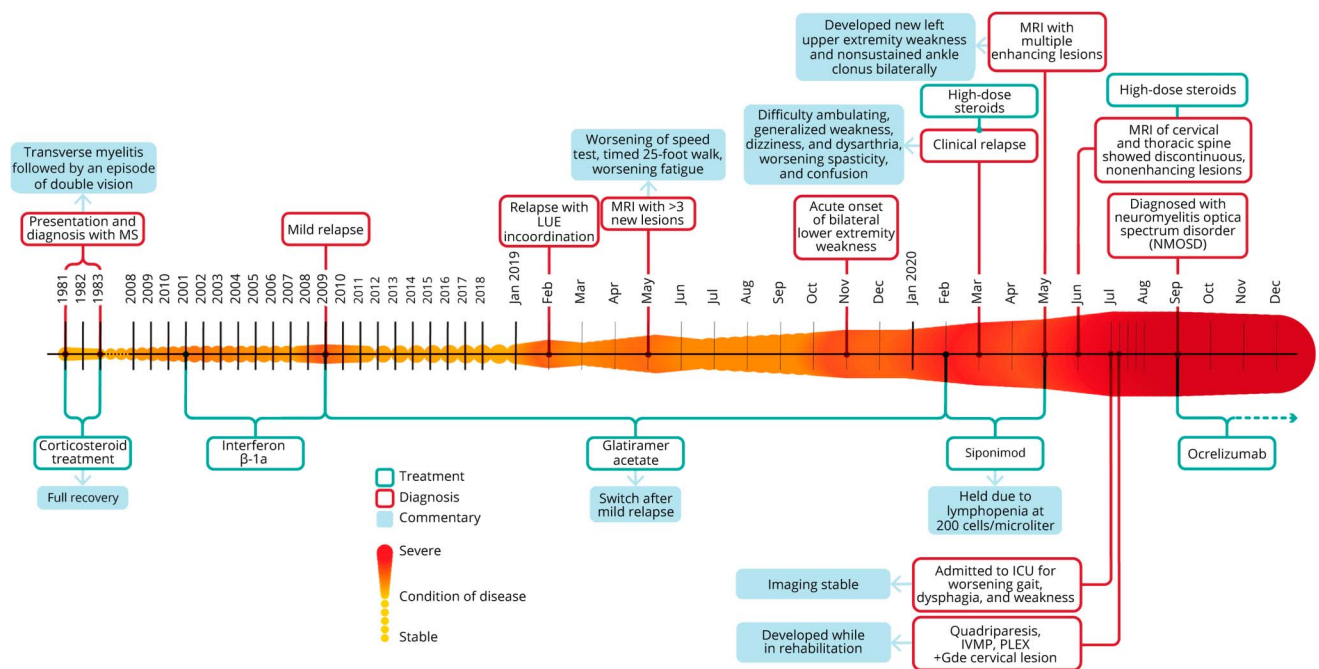 Developed new left
upper extremity weakness
and nonsustained ankle
clonus bilaterally
MRI with
multiple
enhancing lesions
High-dose
steroids
High-dose steroids
Transverse myelitis
followed by an episode
of double vision
Worsening of speed
test, timed 25-foot walk,
worsening fatigue
Difficulty ambulating,
generalized weakness,
dizziness, and dysarthria,
worsening spasticity,
and confusion
Clinical relapse
MRI of cervical
and thoracic spine
showed discontinuous,
nonenhancing lesions
Presentation and
diagnosis with MS
Mild relapse
Relapse with
LUE
incoordination
MRI with >3
new lesions
Acute onset
of bilateral
lower extremity
weakness
Diagnosed with
neuromyelitis optica
spectrum disorder
(NMOSD)
1981
1982
1983
2008
2009
2010
2001
2002
2003
2004
2005
2006
2007
2008
2009
2010
2011
2012
2013
2014
2015
2016
2017
2018
Jan 2019
Feb
Mar
Apr
May
Jun
Jul
Aug
Sep
Oct
Nov
Dec
Jan 2020
Feb
Mar
Apr
May
Jun
Jul
Aug
Sep
Oct
Nov
Dec
Corticosteroid
treatment
Full recovery
Interferon
β-1a
Glatiramer
acetate
Switch after
mild relapse
Siponimod
Held due to
lymphopenia at
200 cells/microliter
Ocrelizumab
Treatment
Diagnosis
Commentary
Severe
Condition of disease
Stable
Imaging stable
Admitted to ICU for
worsening gait,
dysphagia, and weakness
Developed while
in rehabilitation
Quadriparesis,
IVMP, PLEX
+Gde cervical lesion